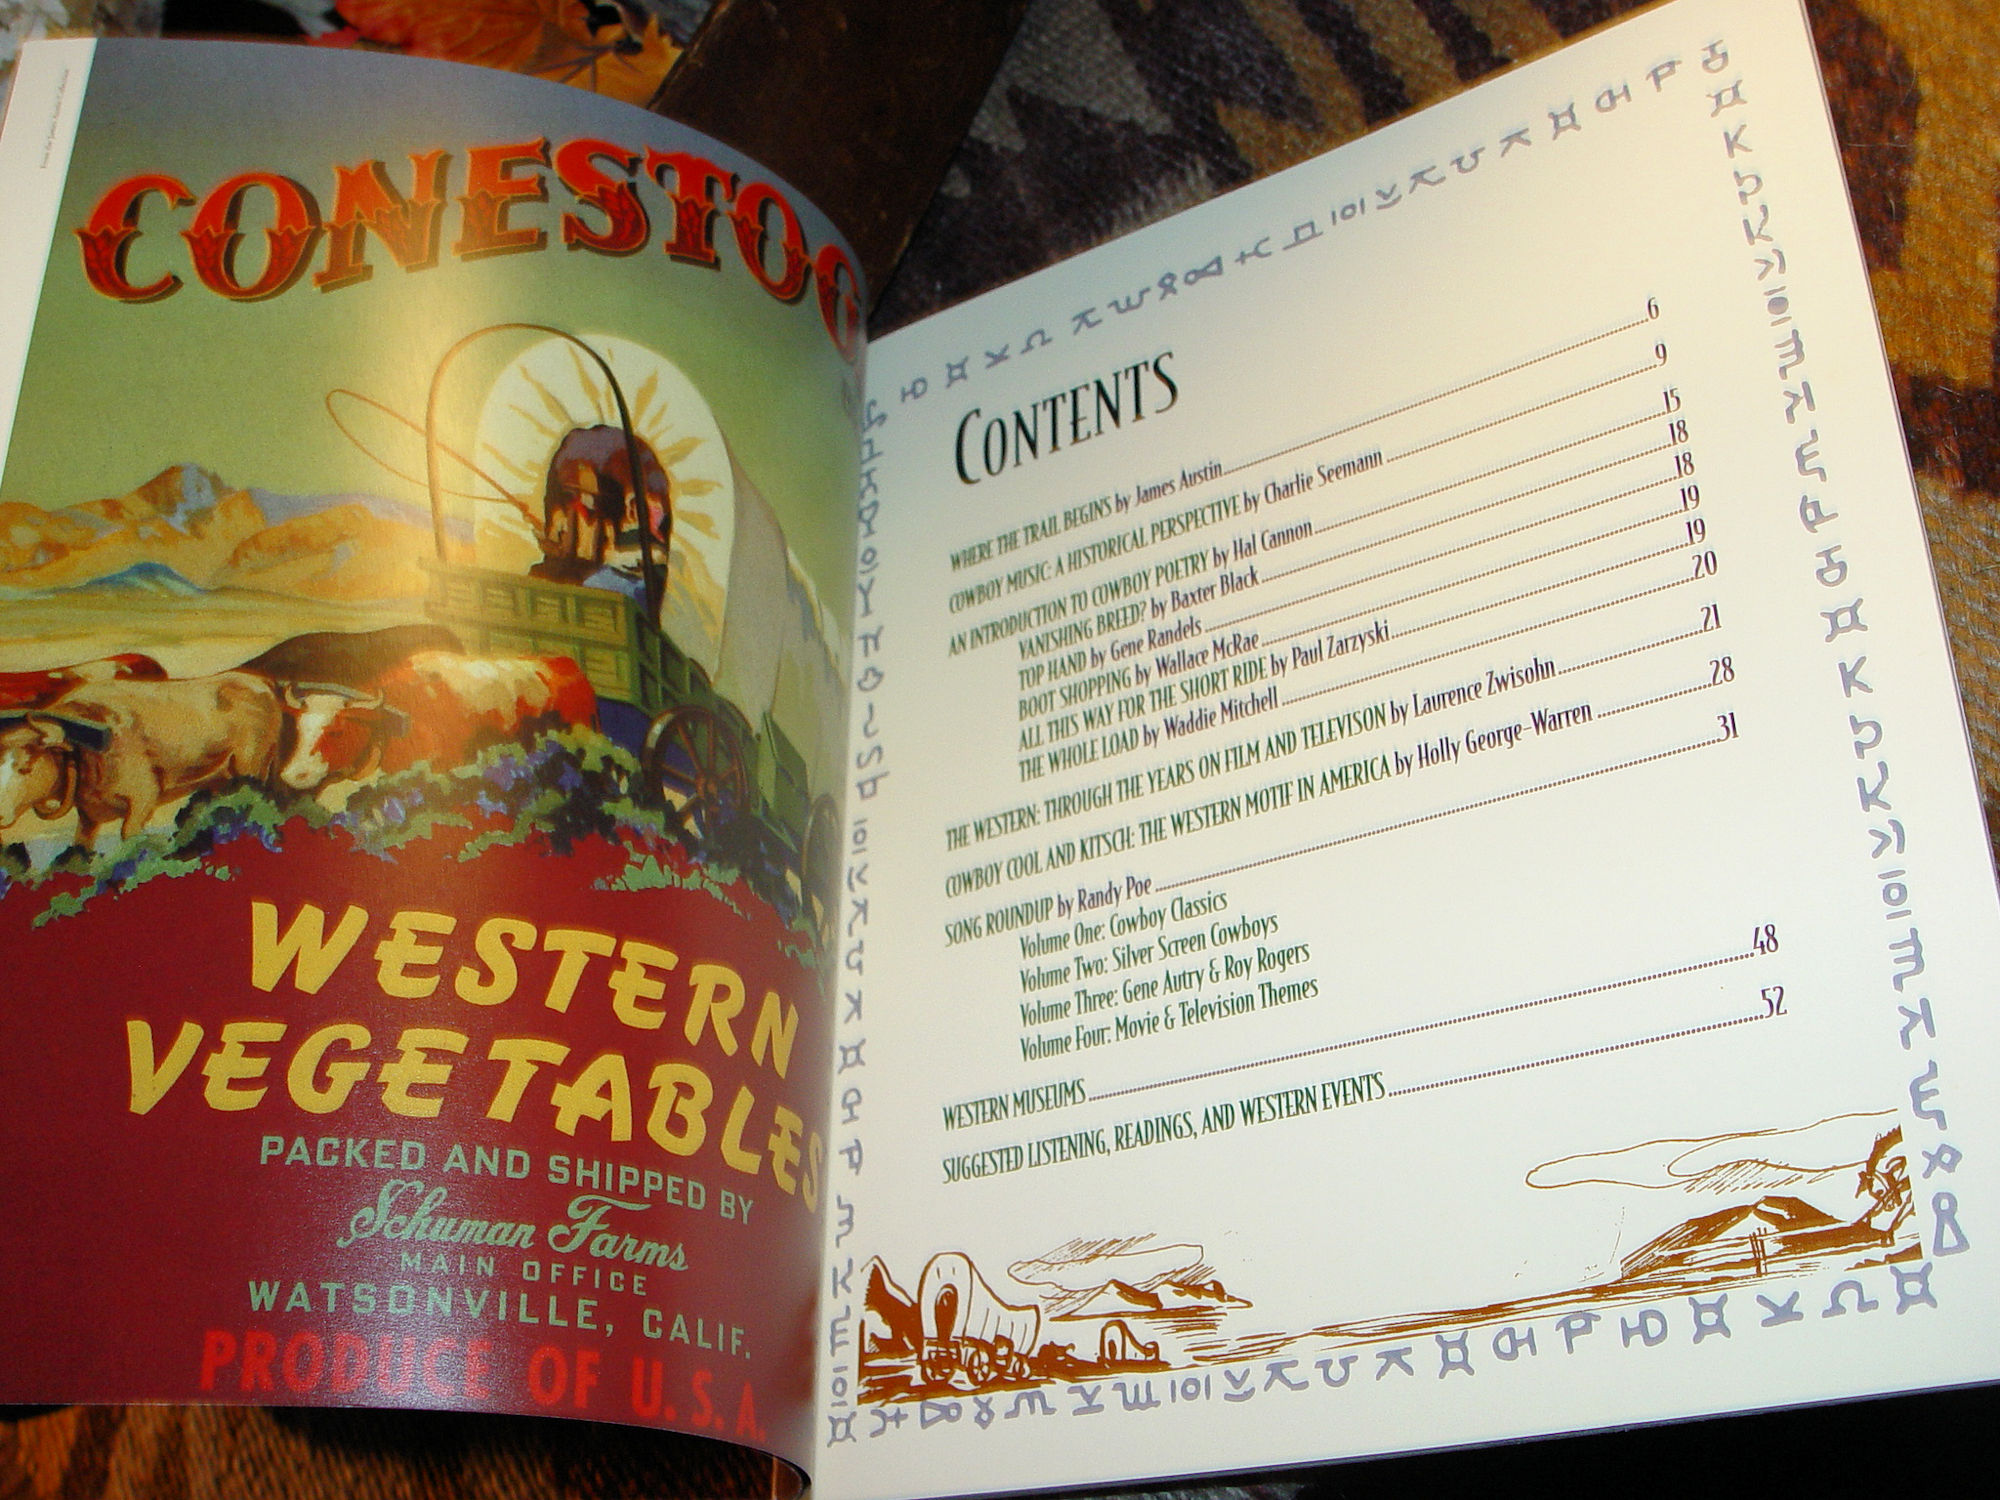 CONESTOG
WESTERN
VEGETABLES
PACKED AND SHIPPED BY
Schuman Farms
MAIN OFFICE
WATSONVILLE, CALIF.
PRODUCE OF U.S.A.
CONTENTS
WHERE THE TRAIL BEGINS by James Austin 6
COWBOY MUSIC: A HISTORICAL PERSPECTIVE by Charlie Seemann 9
AN INTRODUCTION TO COWBOY POETRY by Hal Cannon 15
VANISHING BREED? by Baxter Black 18
TOP HAND by Gene Randels 18
BOOT SHOPPING by Wallace McRae 19
ALL THIS WAY FOR THE SHORT RIDE by Paul Zarzyski 19
THE WHOLE LOAD by Waddie Mitchell 20
THE WESTERN: THROUGH THE YEARS ON FILM AND TELEVISON by Laurence Zwisohn 21
COWBOY COOL AND KITSCH: THE WESTERN MOTIF IN AMERICA by Holly George-Warren 28
SONG ROUNDUP by Randy Poe 31
Volume One: Cowboy Classics
Volume Two: Silver Screen Cowboys
Volume Three: Gene Autry & Roy Rogers
Volume Four: Movie & Television Themes
WESTERN MUSEUMS 48
SUGGESTED LISTENING, READINGS, AND WESTERN EVENTS 52